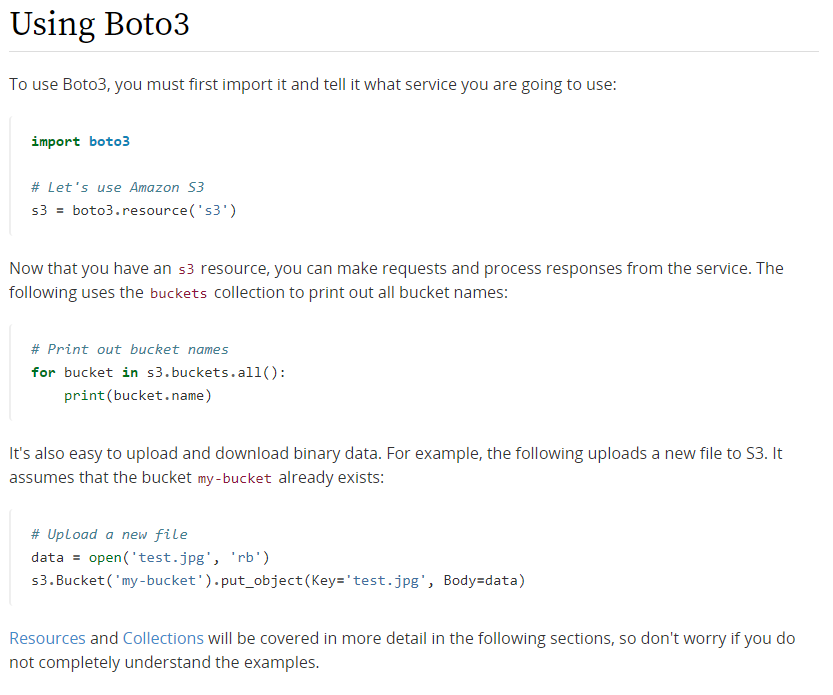 Using Boto3
To use Boto3, you must first import it and tell it what service you are going to use:
import boto3
# Let's use Amazon S3
s3 = boto3.resource('s3')
Now that you have an s3 resource, you can make requests and process responses from the service. The
following uses the buckets collection to print out all bucket names:
# Print out bucket names
for bucket in s3.buckets.all():
    print(bucket.name)
It's also easy to upload and download binary data. For example, the following uploads a new file to S3. It
assumes that the bucket my-bucket already exists:
# Upload a new file
data = open('test.jpg', 'rb')
s3.Bucket('my-bucket').put_object(Key='test.jpg', Body=data)
Resources and Collections will be covered in more detail in the following sections, so don't worry if you do
not completely understand the examples.